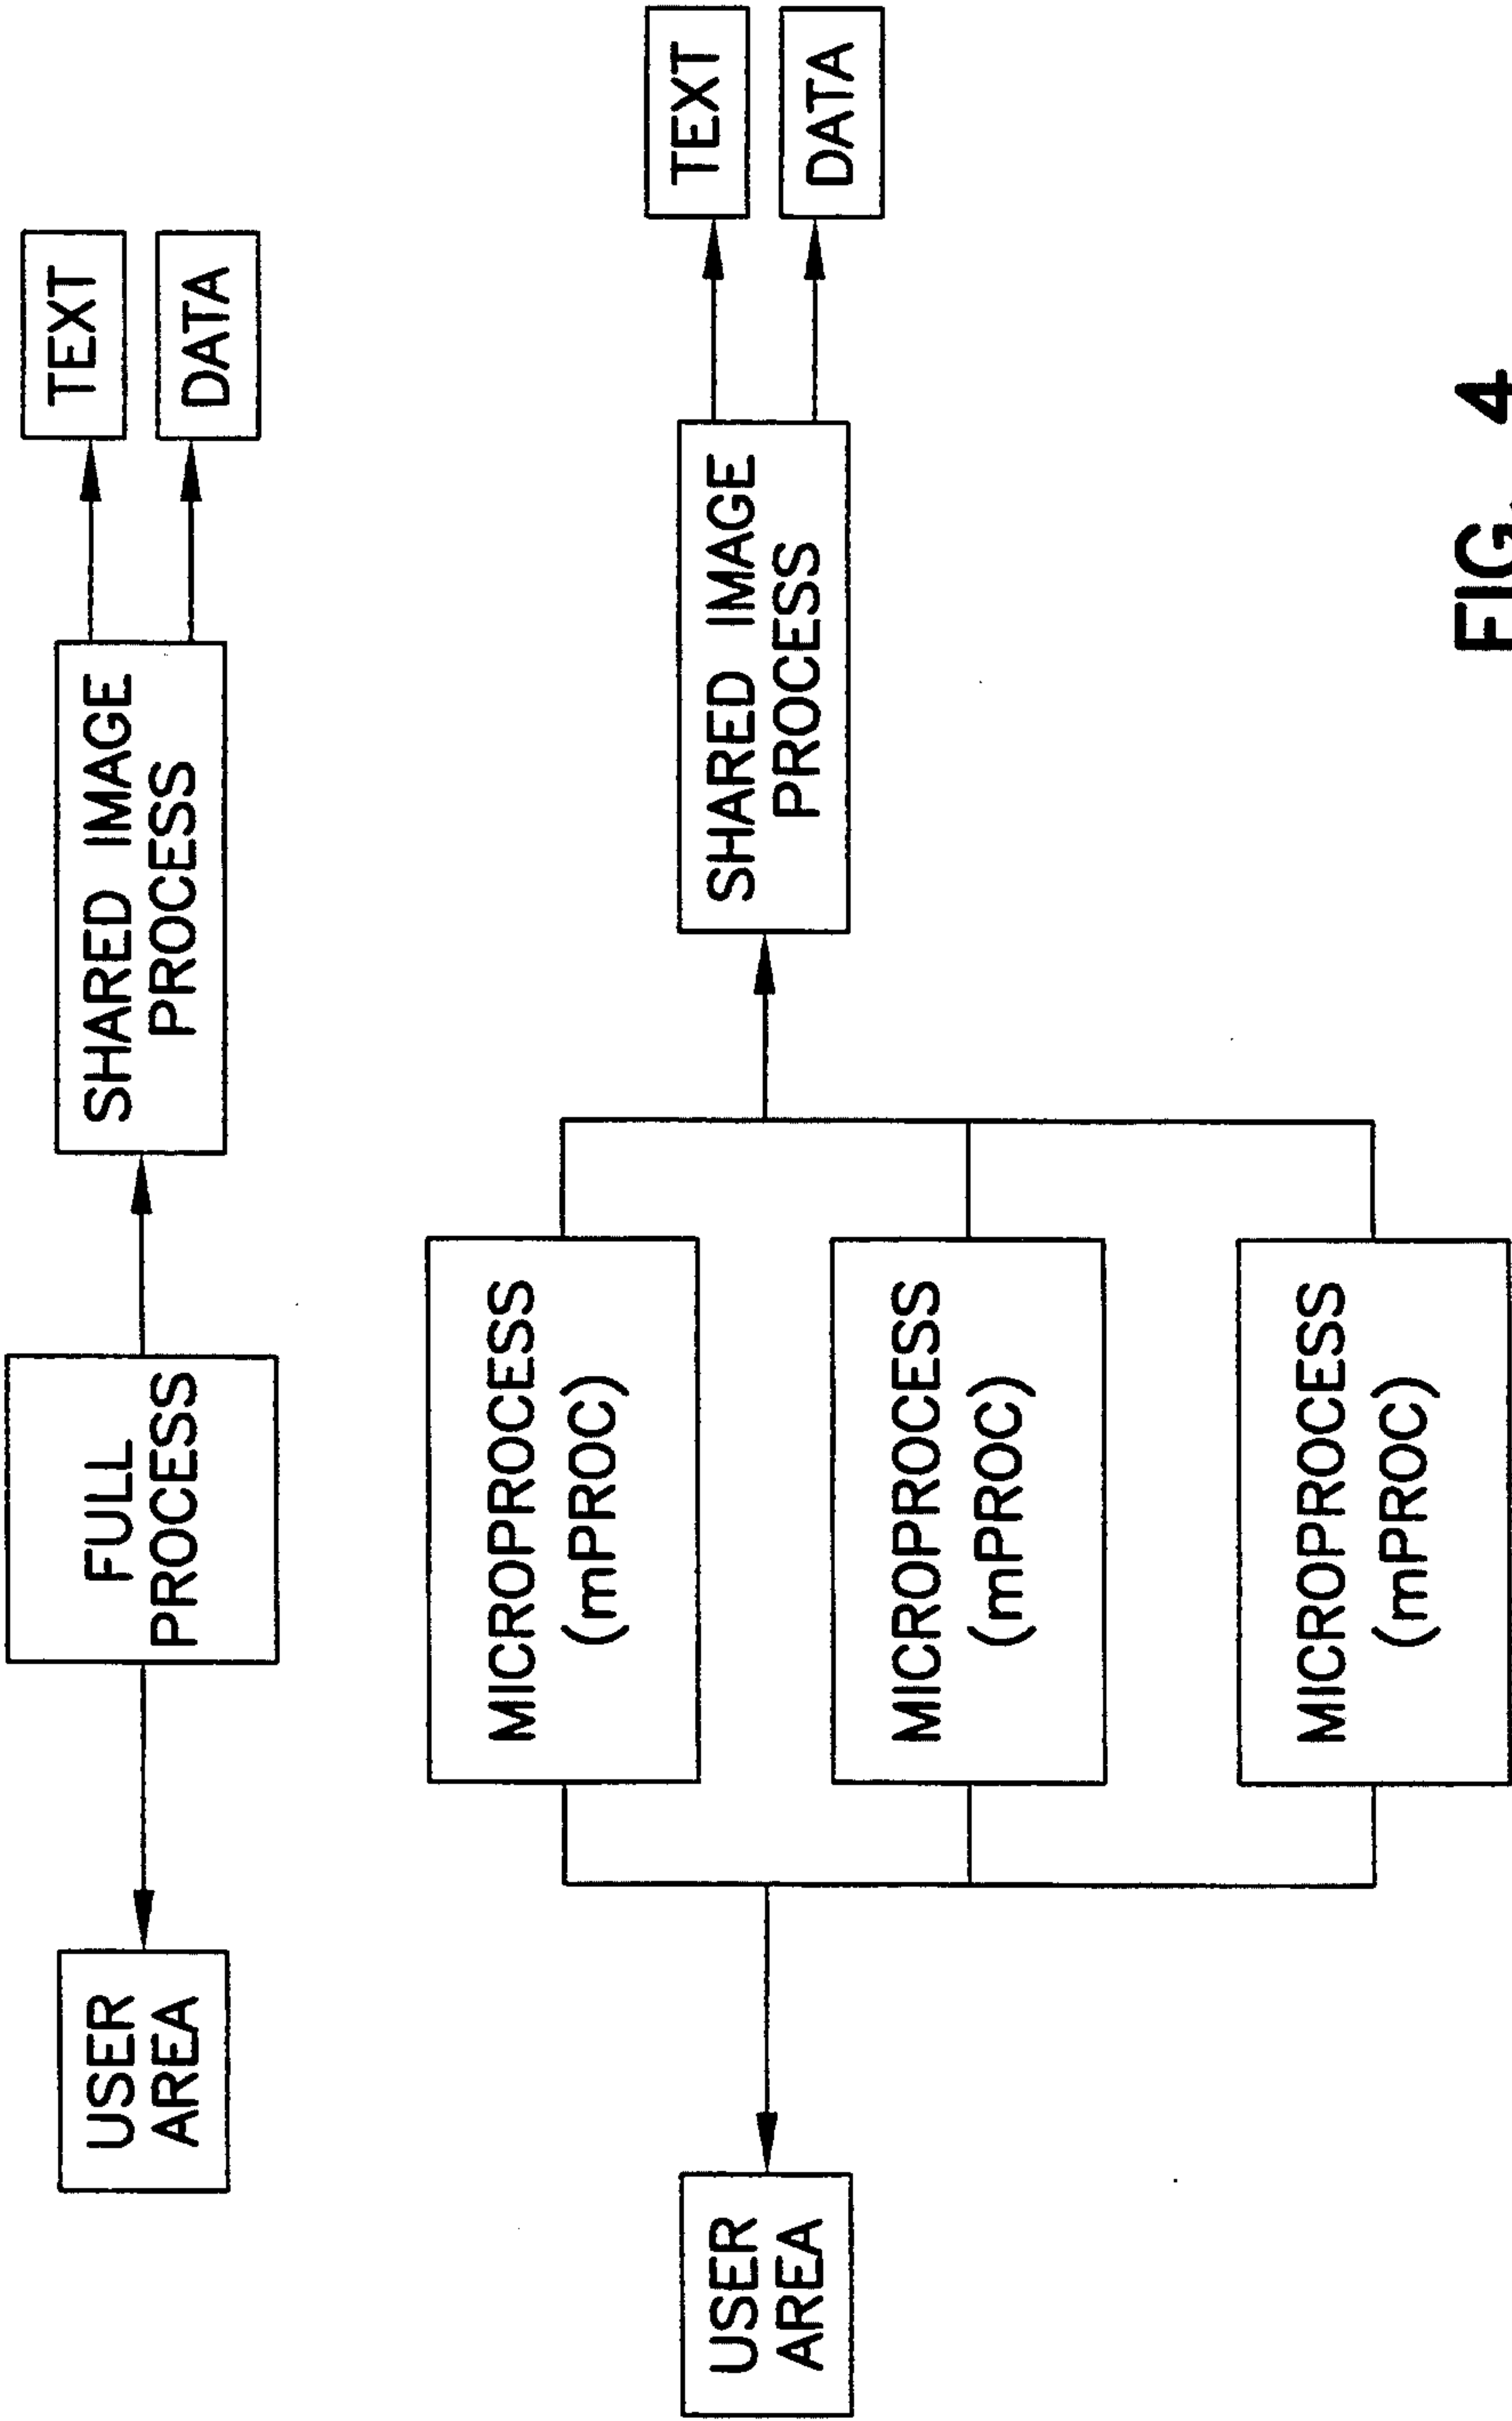 USER
AREA
FULL
PROCESS
SHARED IMAGE
PROCESS
TEXT
DATA
USER
AREA
MICROPROCESS
(mPROC)
MICROPROCESS
(mPROC)
MICROPROCESS
(mPROC)
SHARED IMAGE
PROCESS
TEXT
DATA
FIG. 4